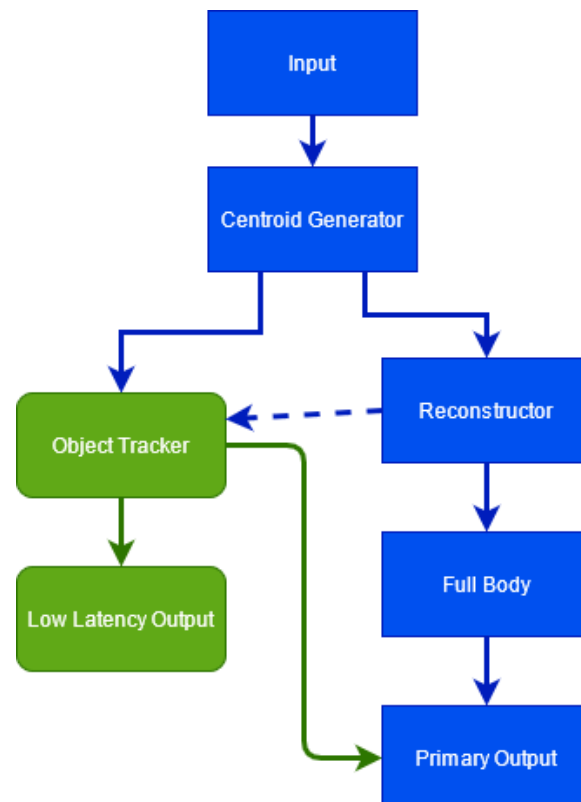 Input
Centroid Generator
Object Tracker
Reconstructor
Low Latency Output
Full Body
Primary Output